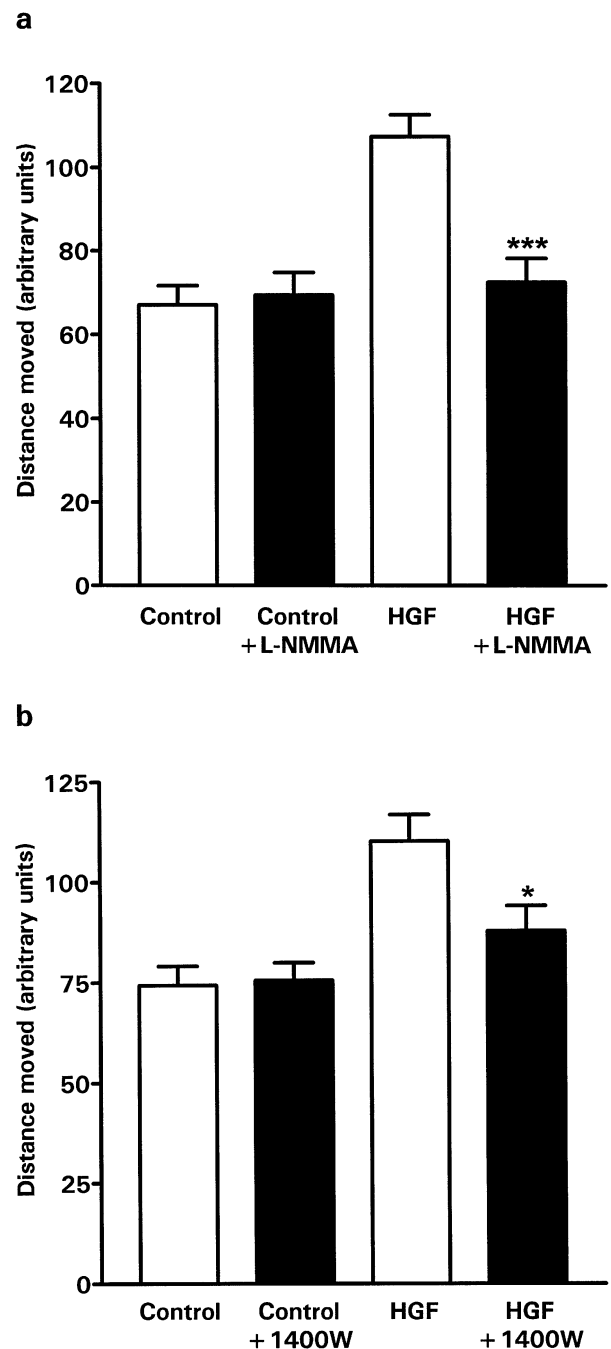 a
Distance moved (arbitrary units)
120
100
80
60
40
20
0
***
Control
Control
+ L-NMMA
HGF
HGF
+ L-NMMA
b
Distance moved (arbitrary units)
125
100
75
50
25
0
*
Control
Control
+ 1400W
HGF
HGF
+ 1400W